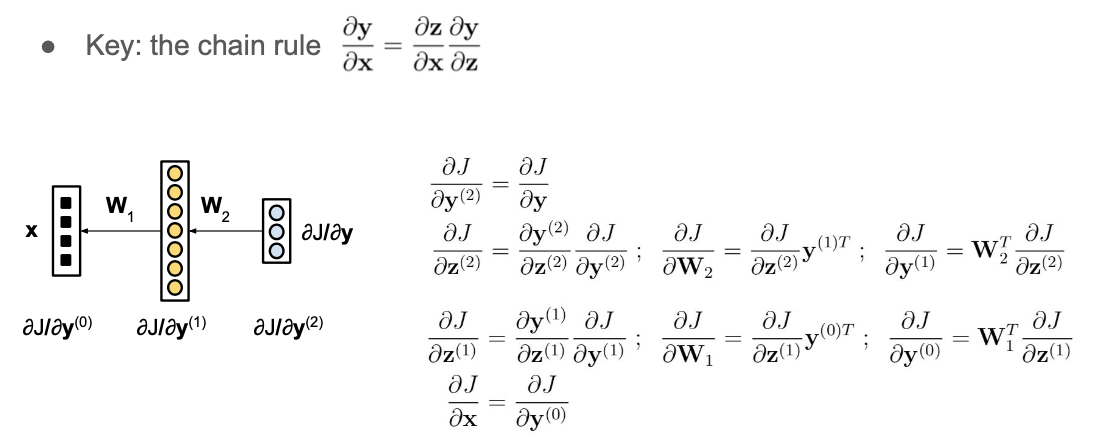 ● Key: the chain rule ∂y/∂x = ∂z/∂x ∂y/∂z
W₁ W₂
x ∂J/∂y
∂J/∂y⁽⁰⁾ ∂J/∂y⁽¹⁾ ∂J/∂y⁽²⁾
∂J/∂y⁽²⁾ = ∂J/∂y
∂J/∂z⁽²⁾ = ∂y⁽²⁾/∂z⁽²⁾ ∂J/∂y⁽²⁾ ; ∂J/∂W₂ = ∂J/∂z⁽²⁾ y⁽¹⁾ᵀ ; ∂J/∂y⁽¹⁾ = W₂ᵀ ∂J/∂z⁽²⁾
∂J/∂z⁽¹⁾ = ∂y⁽¹⁾/∂z⁽¹⁾ ∂J/∂y⁽¹⁾ ; ∂J/∂W₁ = ∂J/∂z⁽¹⁾ y⁽⁰⁾ᵀ ; ∂J/∂y⁽⁰⁾ = W₁ᵀ ∂J/∂z⁽¹⁾
∂J/∂x = ∂J/∂y⁽⁰⁾